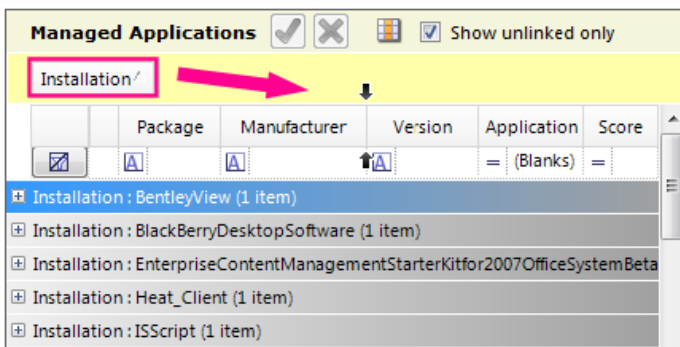 Managed Applications Show unlinked only
Installation
Package Manufacturer Version Application Score
A A A = (Blanks) =
Installation : BentleyView (1 item)
Installation : BlackBerryDesktopSoftware (1 item)
Installation : EnterpriseContentManagementStarterKitfor2007OfficeSystemBeta
Installation : Heat_Client (1 item)
Installation : ISScript (1 item)